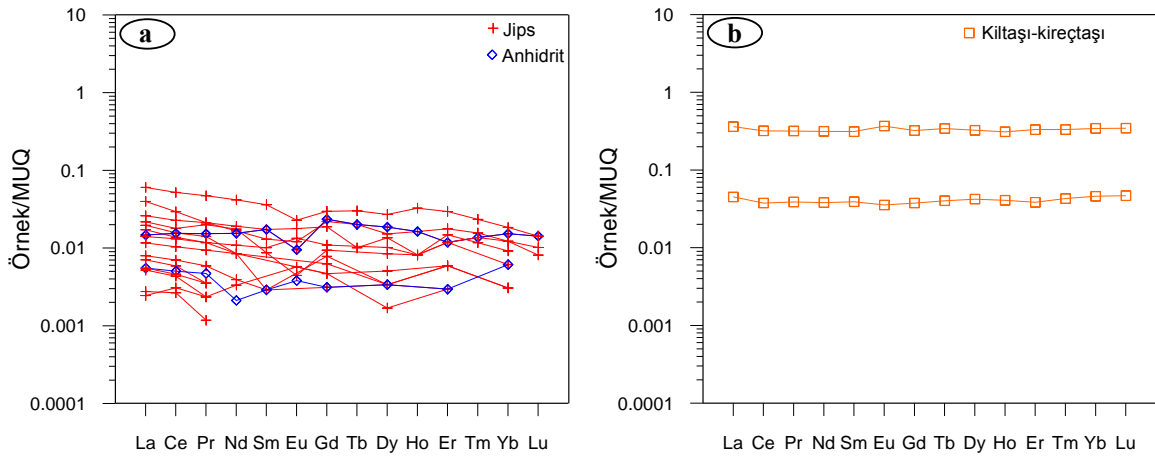 a
Jips
Anhidrit
Örnek/MUQ
10
1
0.1
0.01
0.001
0.0001
La Ce Pr Nd Sm Eu Gd Tb Dy Ho Er Tm Yb Lu
b
Kiltaşı-kireçtaşı
Örnek/MUQ
10
1
0.1
0.01
0.001
0.0001
La Ce Pr Nd Sm Eu Gd Tb Dy Ho Er Tm Yb Lu